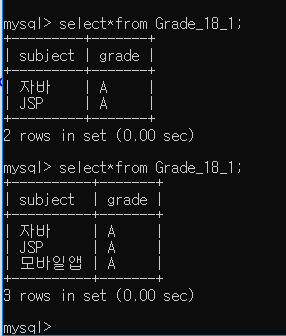 mysql> select*from Grade_18_1;
+----------+-------+
| subject | grade |
+----------+-------+
| 자바 | A |
| JSP | A |
+----------+-------+
2 rows in set (0.00 sec)
mysql> select*from Grade_18_1;
+----------+-------+
| subject | grade |
+----------+-------+
| 자바 | A |
| JSP | A |
| 모바일앱 | A |
+----------+-------+
3 rows in set (0.00 sec)
mysql>